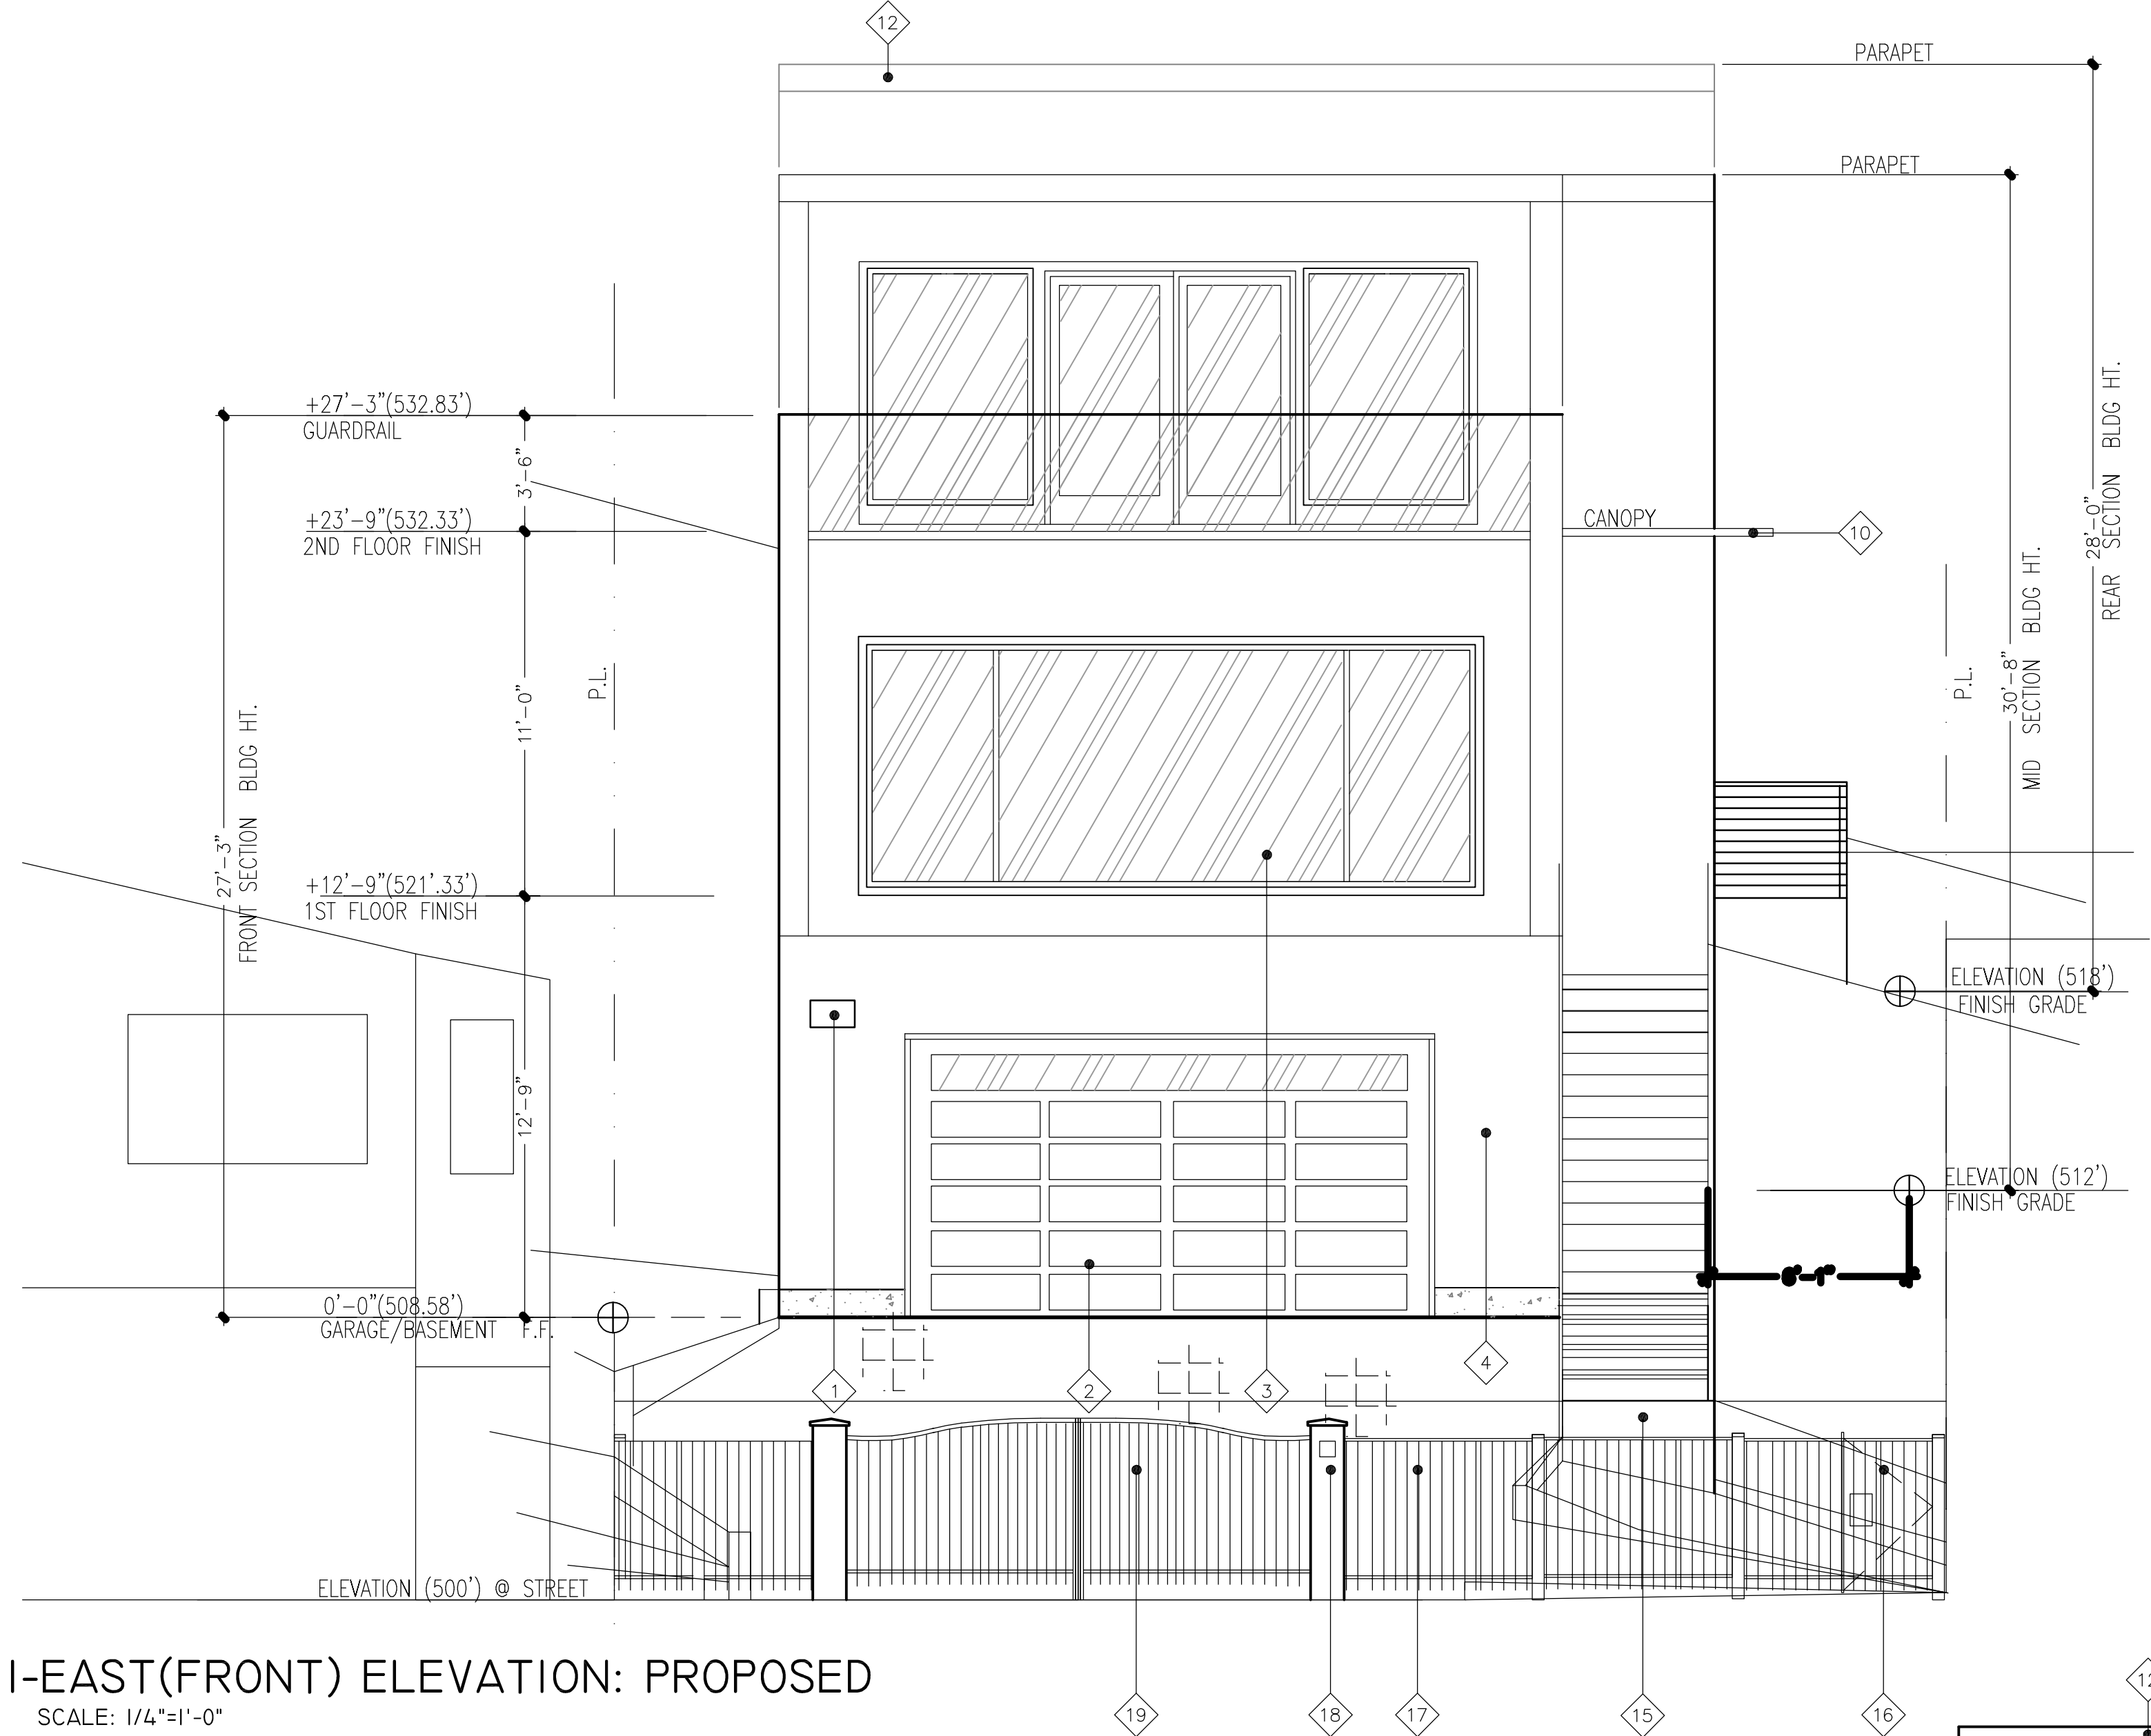 12
PARAPET
PARAPET
+27'-3"(532.83')
GUARDRAIL
3'-6"
+23'-9"(532.33')
2ND FLOOR FINISH
CANOPY
10
28'-0"
REAR SECTION BLDG HT.
P.L.
11'-0"
P.L.
30'-8"
MID SECTION BLDG HT.
27'-3"
FRONT SECTION BLDG HT.
+12'-9"(521'.33')
1ST FLOOR FINISH
ELEVATION (518')
FINISH GRADE
12'-9"
ELEVATION (512')
FINISH GRADE
0'-0"(508.58')
GARAGE/BASEMENT F.F.
1
2
3
4
ELEVATION (500') @ STREET
1-EAST(FRONT) ELEVATION: PROPOSED
SCALE: 1/4"=1'-0"
19
18
17
15
16
12